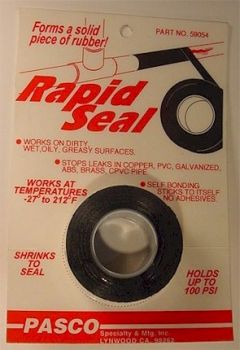 Forms a solid
piece of rubber!
PART NO. 59054
Rapid
Seal
• WORKS ON DIRTY,
WET, OILY, GREASY SURFACES.
• STOPS LEAKS IN COPPER, PVC, GALVANIZED,
ABS, BRASS, CPVC PIPE
WORKS AT
TEMPERATURES
-27° to 212°F
• SELF BONDING
STICKS TO ITSELF
NO ADHESIVES.
SHRINKS
TO
SEAL
HOLDS
UP TO
100 PSI
PASCO
Specialty & Mfg. Inc.
LYNWOOD CA. 90262